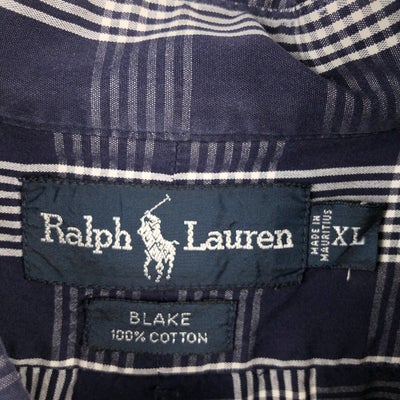 Ralph Lauren
MADE IN
MAURITIUS
XL
BLAKE
100% COTTON